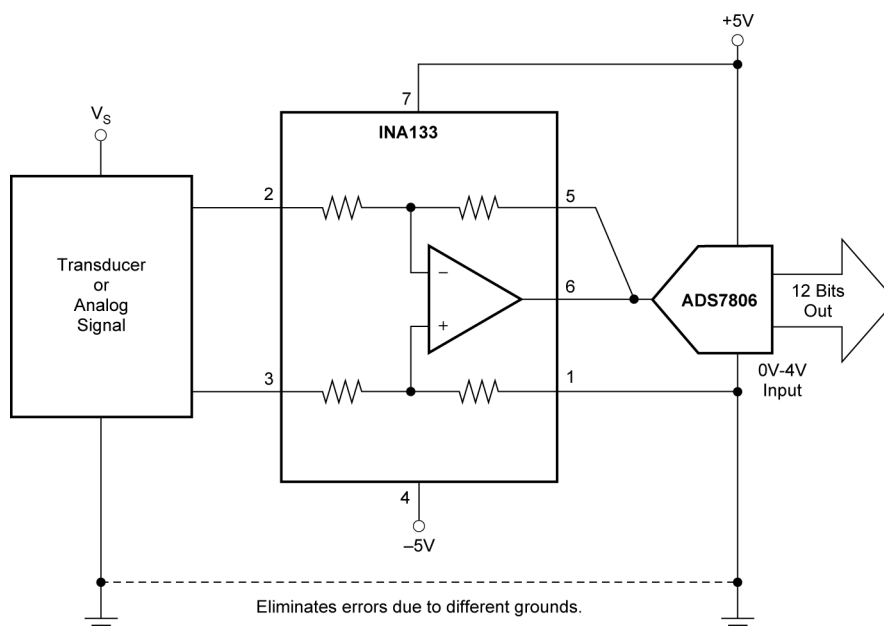 +5V
7
V_S
INA133
2
5
Transducer
or
Analog
Signal
−
6
ADS7806
12 Bits
Out
+
3
1
0V-4V
Input
4
–5V
Eliminates errors due to different grounds.